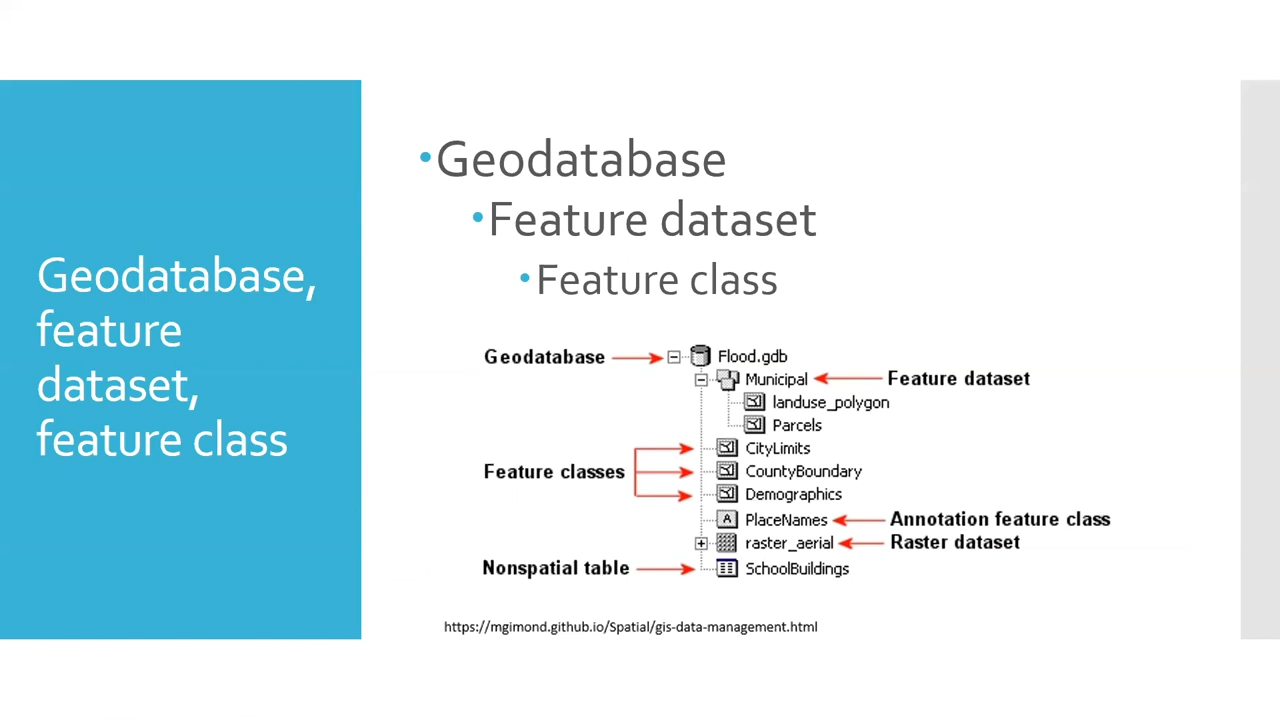 Geodatabase,
feature
dataset,
feature class
•Geodatabase
•Feature dataset
•Feature class
Geodatabase Flood.gdb
Municipal Feature dataset
landuse_polygon
Parcels
CityLimits
Feature classes CountyBoundary
Demographics
A PlaceNames Annotation feature class
raster_aerial Raster dataset
Nonspatial table SchoolBuildings
https://mgimond.github.io/Spatial/gis-data-management.html